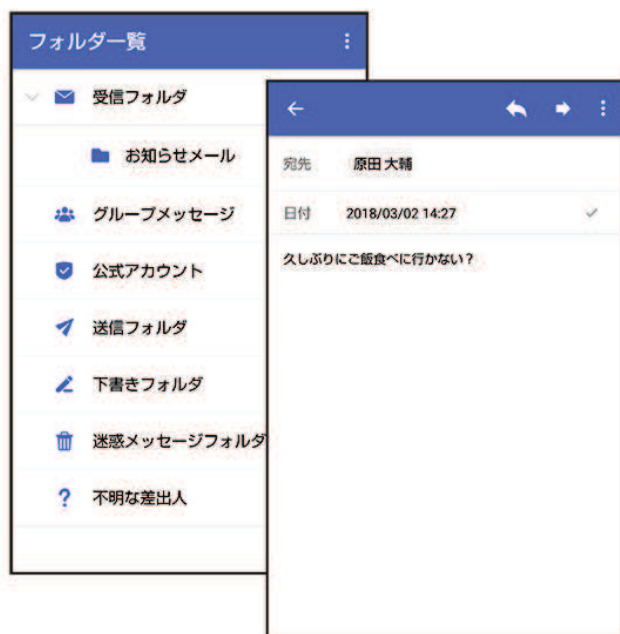 フォルダ一覧
受信フォルダ
お知らせメール
グループメッセージ
公式アカウント
送信フォルダ
下書きフォルダ
迷惑メッセージフォルダ
不明な差出人
宛先 原田 大輔
日付 2018/03/02 14:27
久しぶりにご飯食べに行かない?